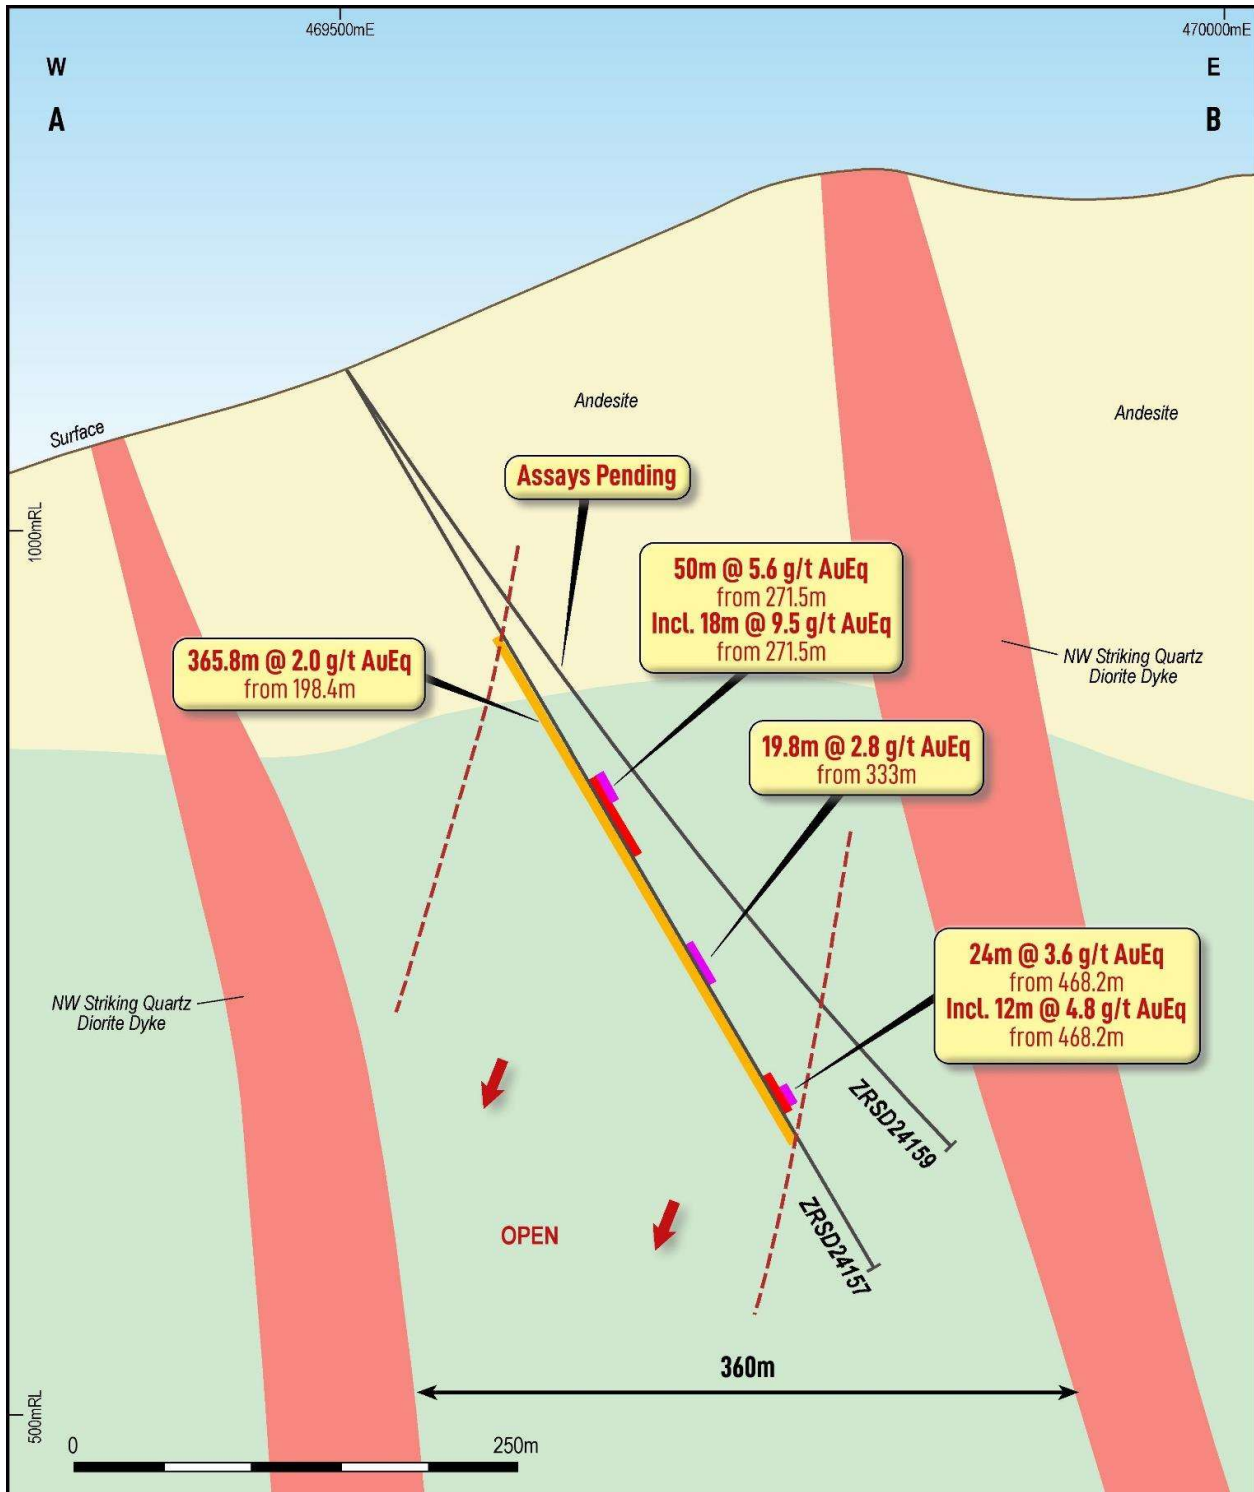 469500mE
470000mE
W
E
A
B
Andesite
Andesite
Surface
Assays Pending
1000mRL
50m @ 5.6 g/t AuEq
from 271.5m
Incl. 18m @ 9.5 g/t AuEq
from 271.5m
365.8m @ 2.0 g/t AuEq
from 198.4m
NW Striking Quartz
Diorite Dyke
19.8m @ 2.8 g/t AuEq
from 333m
24m @ 3.6 g/t AuEq
from 468.2m
Incl. 12m @ 4.8 g/t AuEq
from 468.2m
NW Striking Quartz
Diorite Dyke
ZRSD24159
ZRSD24157
OPEN
360m
500mRL
0
250m